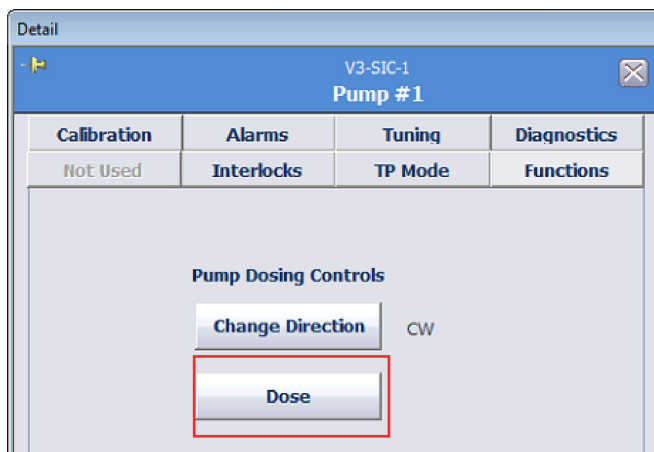 Detail
V3-SIC-1
Pump #1
Calibration Alarms Tuning Diagnostics
Not Used Interlocks TP Mode Functions
Pump Dosing Controls
Change Direction CW
Dose